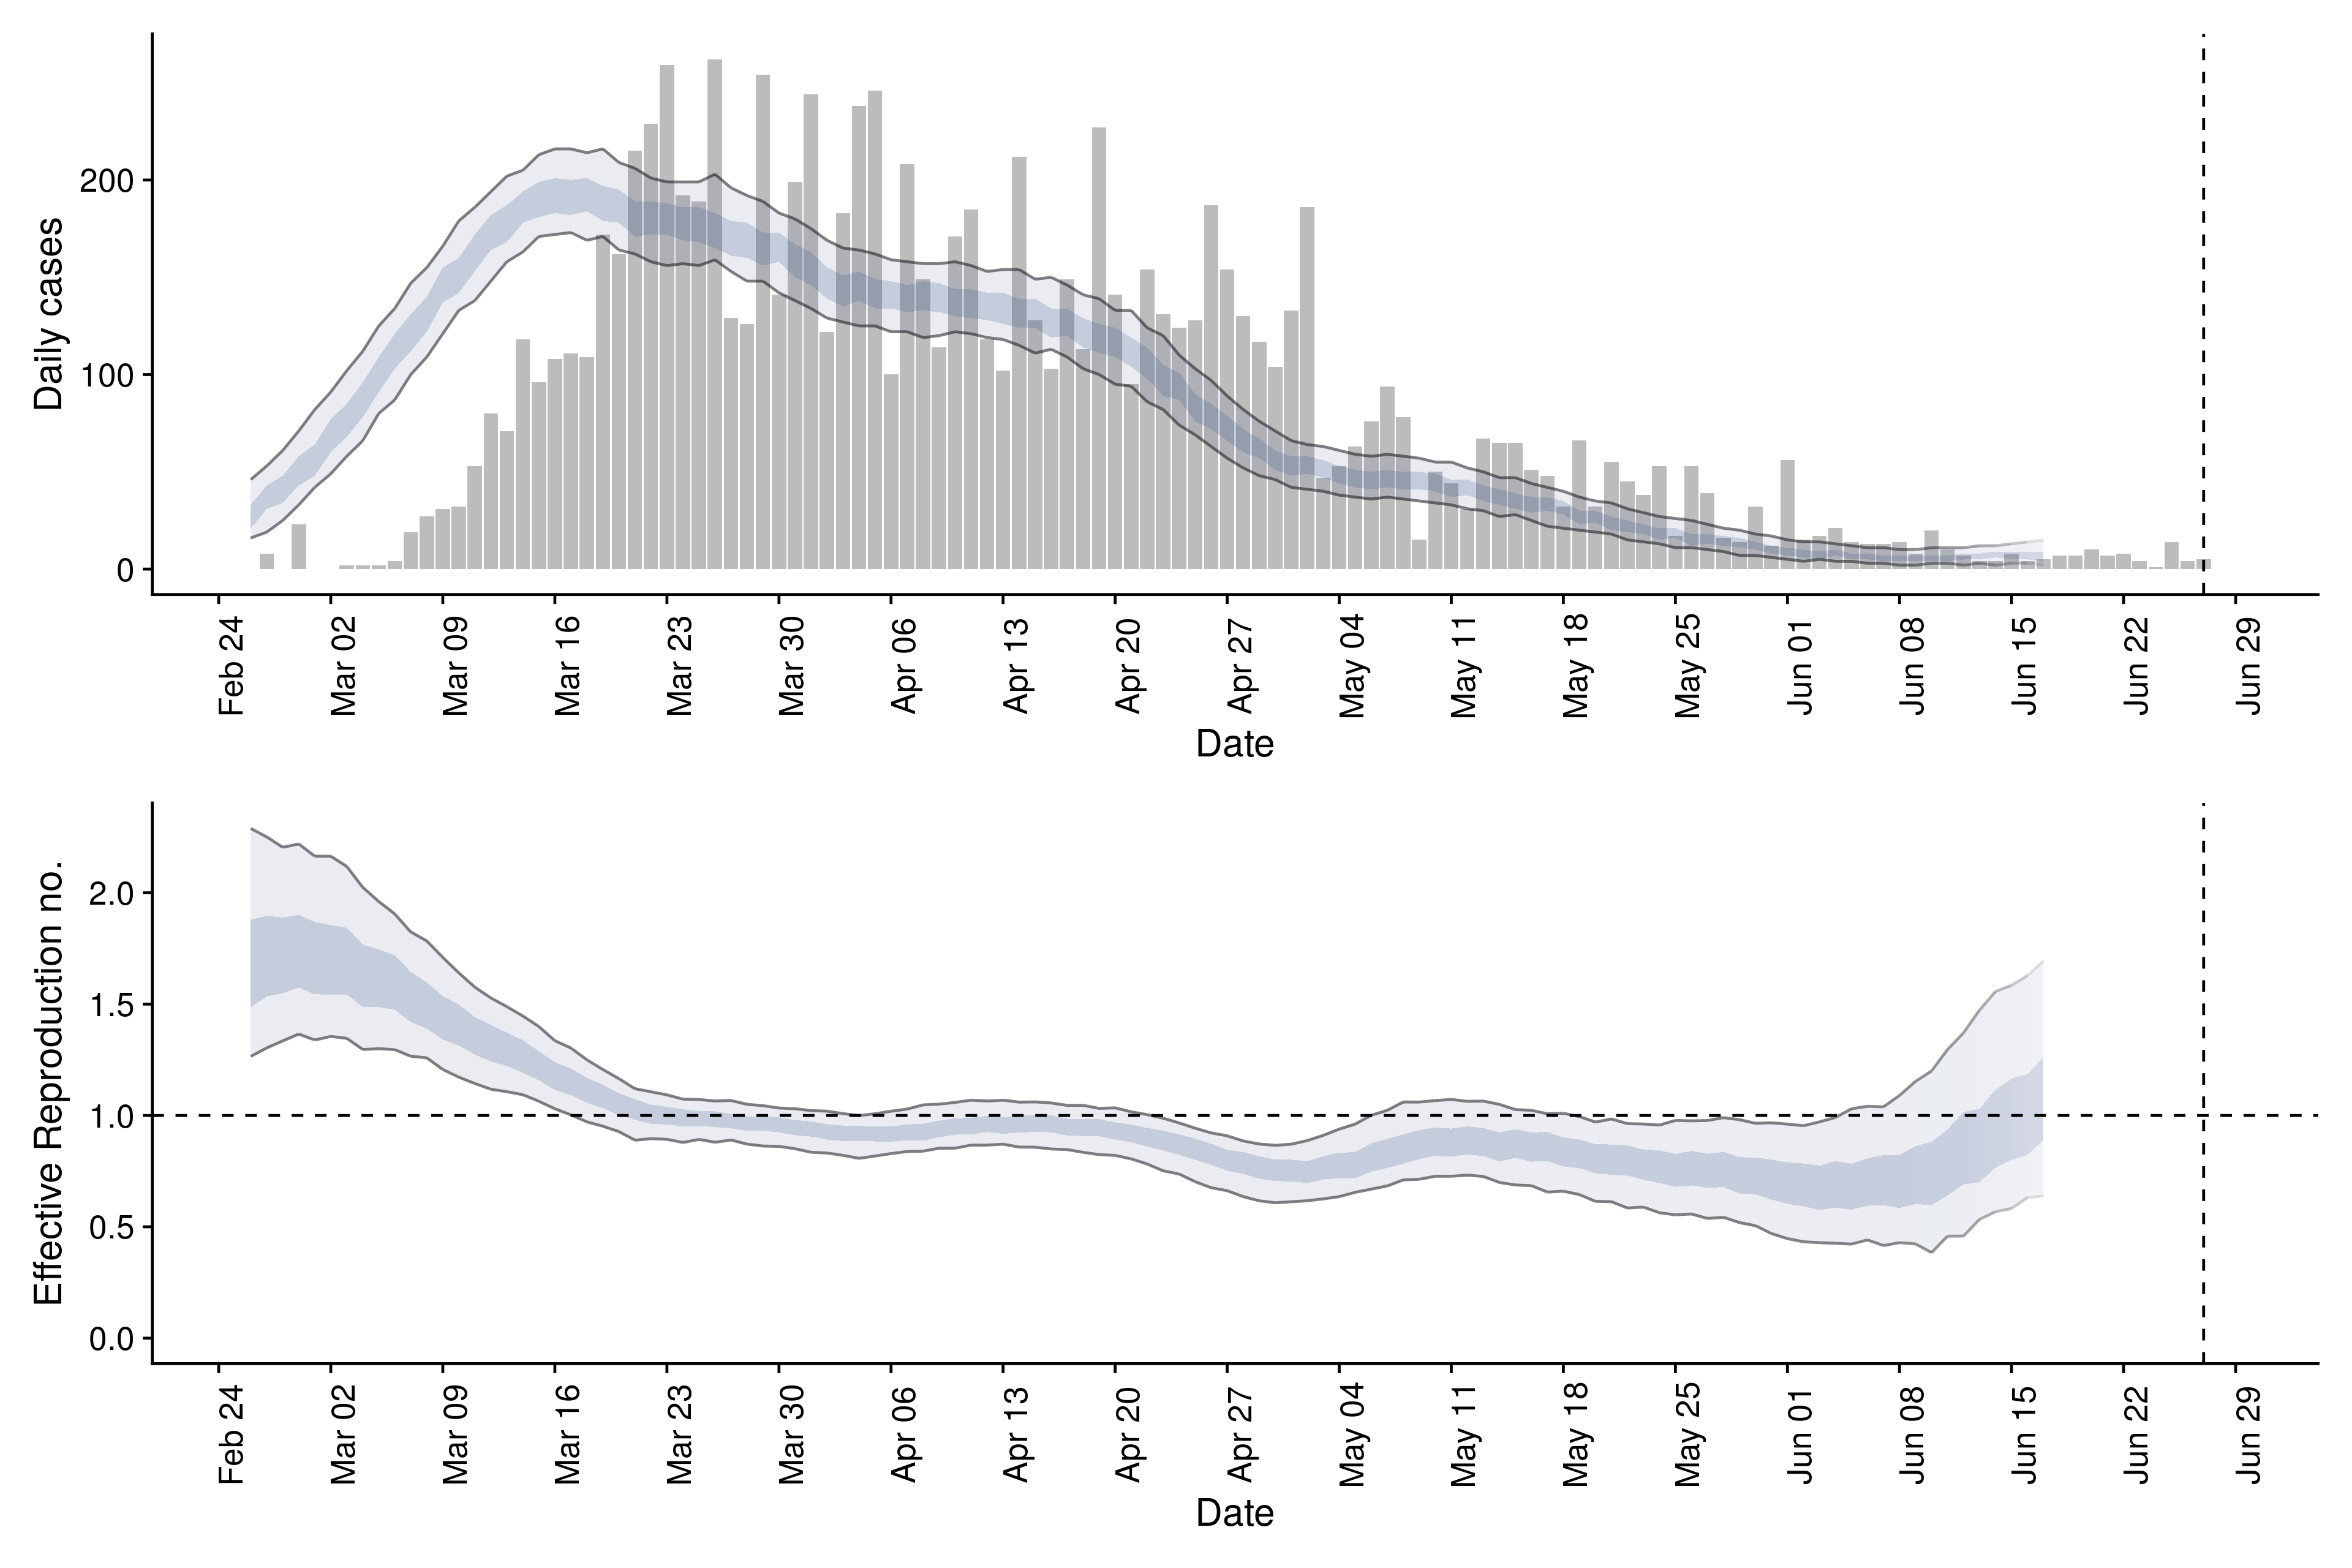 Daily cases
200
100
0
Feb 24
Mar 02
Mar 09
Mar 16
Mar 23
Mar 30
Apr 06
Apr 13
Apr 20
Apr 27
May 04
May 11
May 18
May 25
Jun 01
Jun 08
Jun 15
Jun 22
Jun 29
Date
Effective Reproduction no.
2.0
1.5
1.0
0.5
0.0
Feb 24
Mar 02
Mar 09
Mar 16
Mar 23
Mar 30
Apr 06
Apr 13
Apr 20
Apr 27
May 04
May 11
May 18
May 25
Jun 01
Jun 08
Jun 15
Jun 22
Jun 29
Date